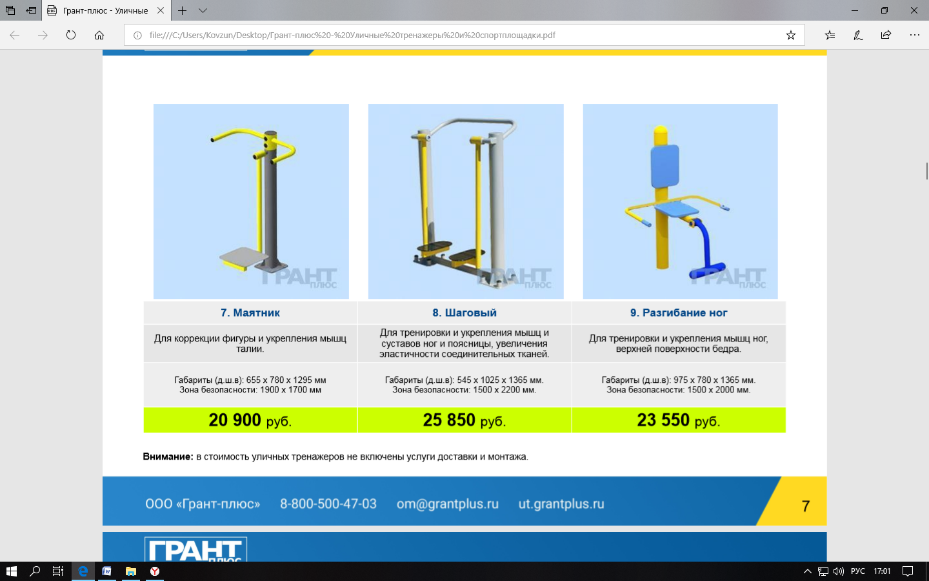 Грант-плюс - Уличные
file:///C:/Users/Kovzun/Desktop/Грант-плюс%20-%20Уличные%20тренажеры%20и%20спортплощадки.pdf
ГРАНТ
ПЛЮС
ГРАНТ
ПЛЮС
ГРАНТ
ПЛЮС
7. Маятник
8. Шаговый
9. Разгибание ног
Для коррекции фигуры и укрепления мышц
талии.
Для тренировки и укрепления мышц и
суставов ног и поясницы, увеличения
эластичности соединительных тканей.
Для тренировки и укрепления мышц ног,
верхней поверхности бедра.
Габариты (д.ш.в): 655 х 780 х 1295 мм
Зона безопасности: 1900 х 1700 мм
Габариты (д.ш.в): 545 х 1025 х 1365 мм.
Зона безопасности: 1500 х 2200 мм.
Габариты (д.ш.в): 975 х 780 х 1365 мм.
Зона безопасности: 1500 х 2000 мм.
20 900 руб.
25 850 руб.
23 550 руб.
Внимание: в стоимость уличных тренажеров не включены услуги доставки и монтажа.
ООО «Грант-плюс» 8-800-500-47-03 om@grantplus.ru ut.grantplus.ru
7
ГРАНТ
ПЛЮС
РУС 17:01